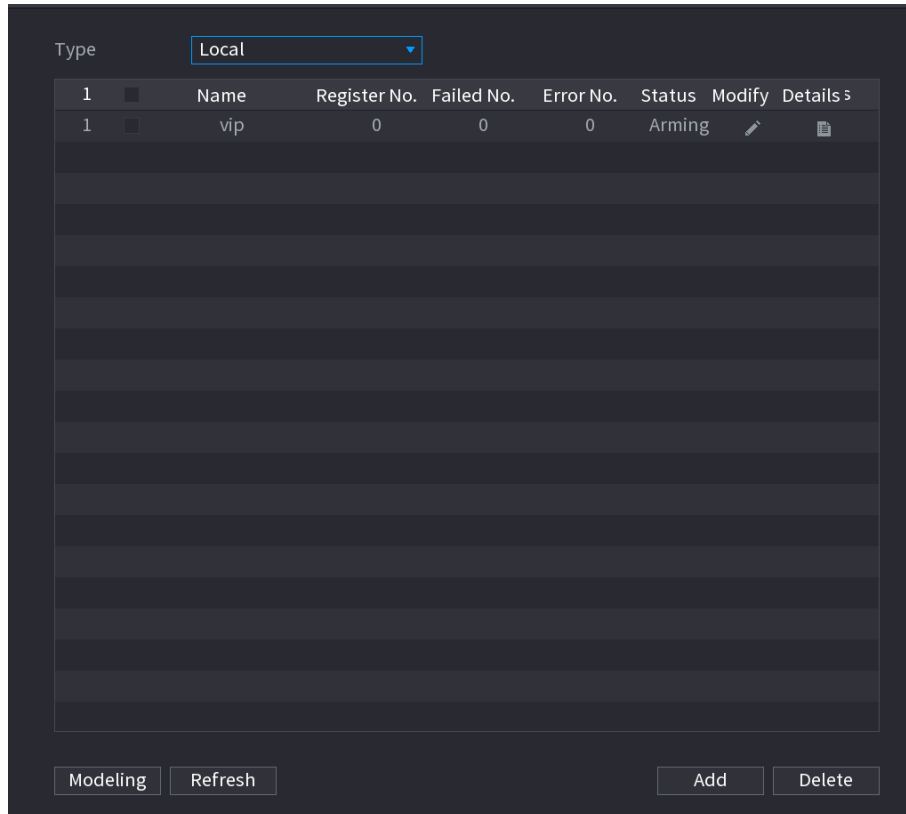 Type Local
1 Name Register No. Failed No. Error No. Status Modify Details s
1 vip 0 0 0 Arming
Modeling Refresh Add Delete